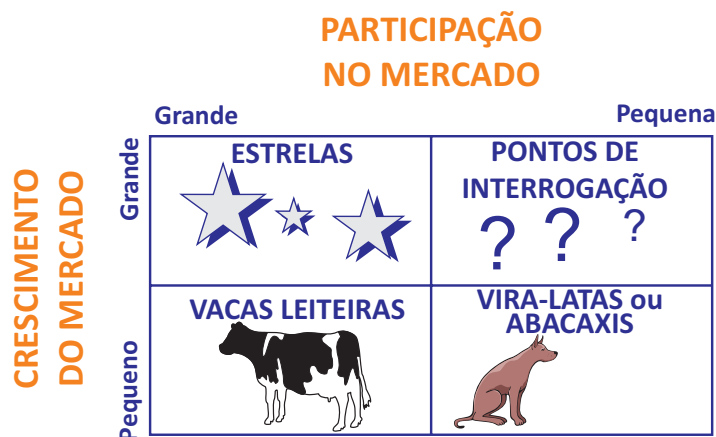 PARTICIPAÇÃO
NO MERCADO
Grande
Pequena
CRESCIMENTO
DO MERCADO
Grande
ESTRELAS
PONTOS DE
INTERROGAÇÃO
? ? ?
Pequeno
VACAS LEITEIRAS
VIRA-LATAS ou
ABACAXIS